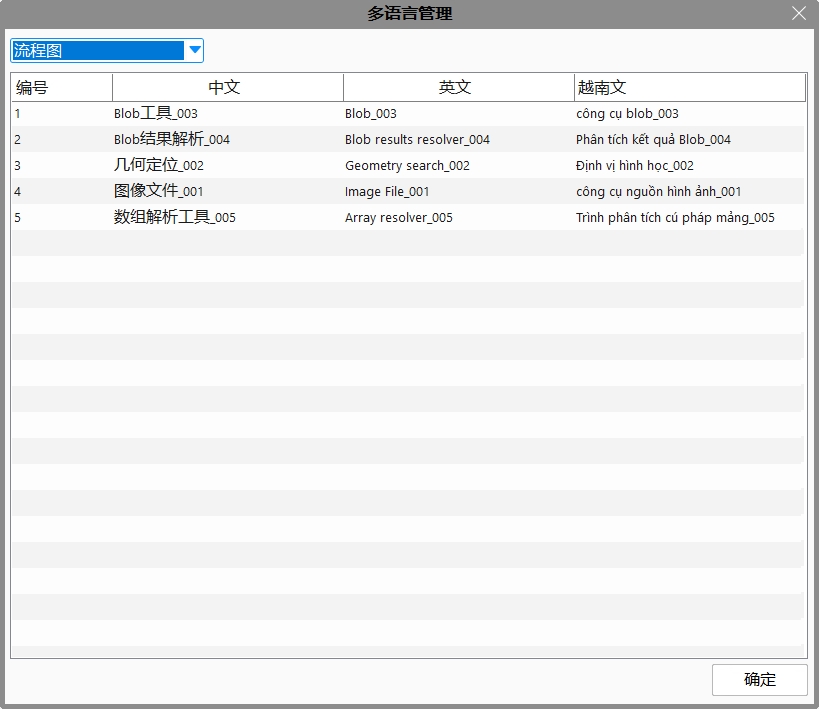 多语言管理
流程图
编号 中文 英文 越南文
1 Blob工具_003 Blob_003 công cụ blob_003
2 Blob结果解析_004 Blob results resolver_004 Phân tích kết quả Blob_004
3 几何定位_002 Geometry search_002 Định vị hình học_002
4 图像文件_001 Image File_001 công cụ nguồn hình ảnh_001
5 数组解析工具_005 Array resolver_005 Trình phân tích cú pháp mảng_005
确定